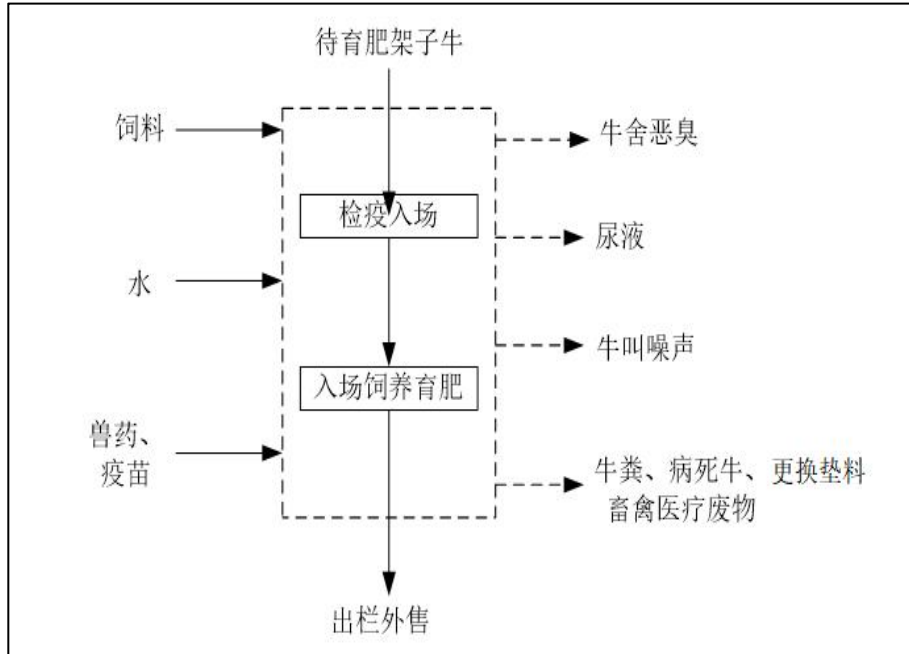 待育肥架子牛
饲料
牛舍恶臭
检疫入场
尿液
水
牛叫噪声
入场饲养育肥
兽药、
疫苗
牛粪、病死牛、更换垫料
畜禽医疗废物
出栏外售